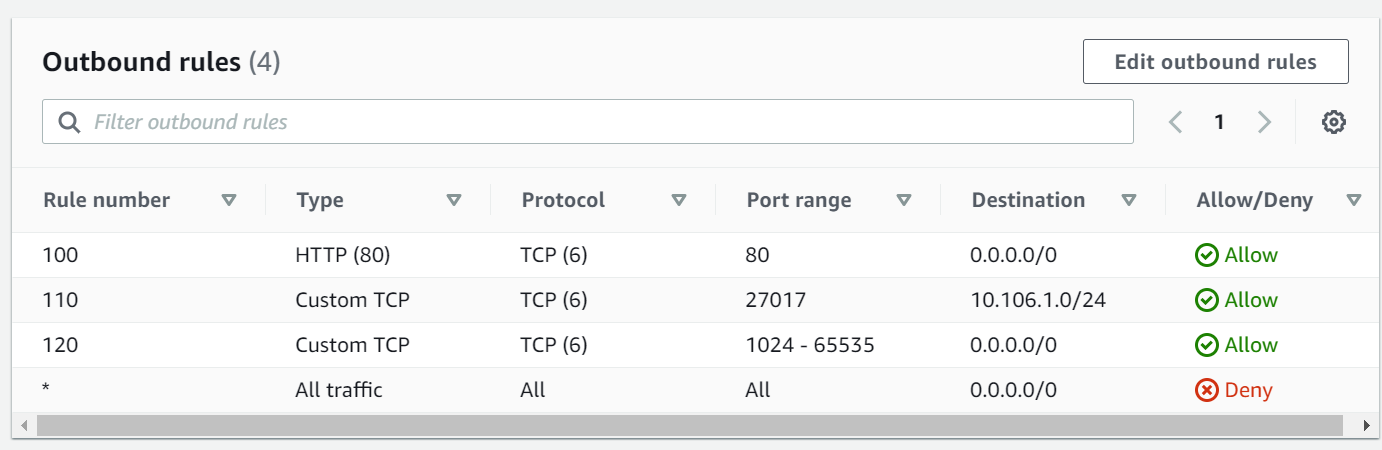 Outbound rules (4)
Edit outbound rules
Filter outbound rules
1
Rule number Type Protocol Port range Destination Allow/Deny
100 HTTP (80) TCP (6) 80 0.0.0.0/0 Allow
110 Custom TCP TCP (6) 27017 10.106.1.0/24 Allow
120 Custom TCP TCP (6) 1024 - 65535 0.0.0.0/0 Allow
* All traffic All All 0.0.0.0/0 Deny